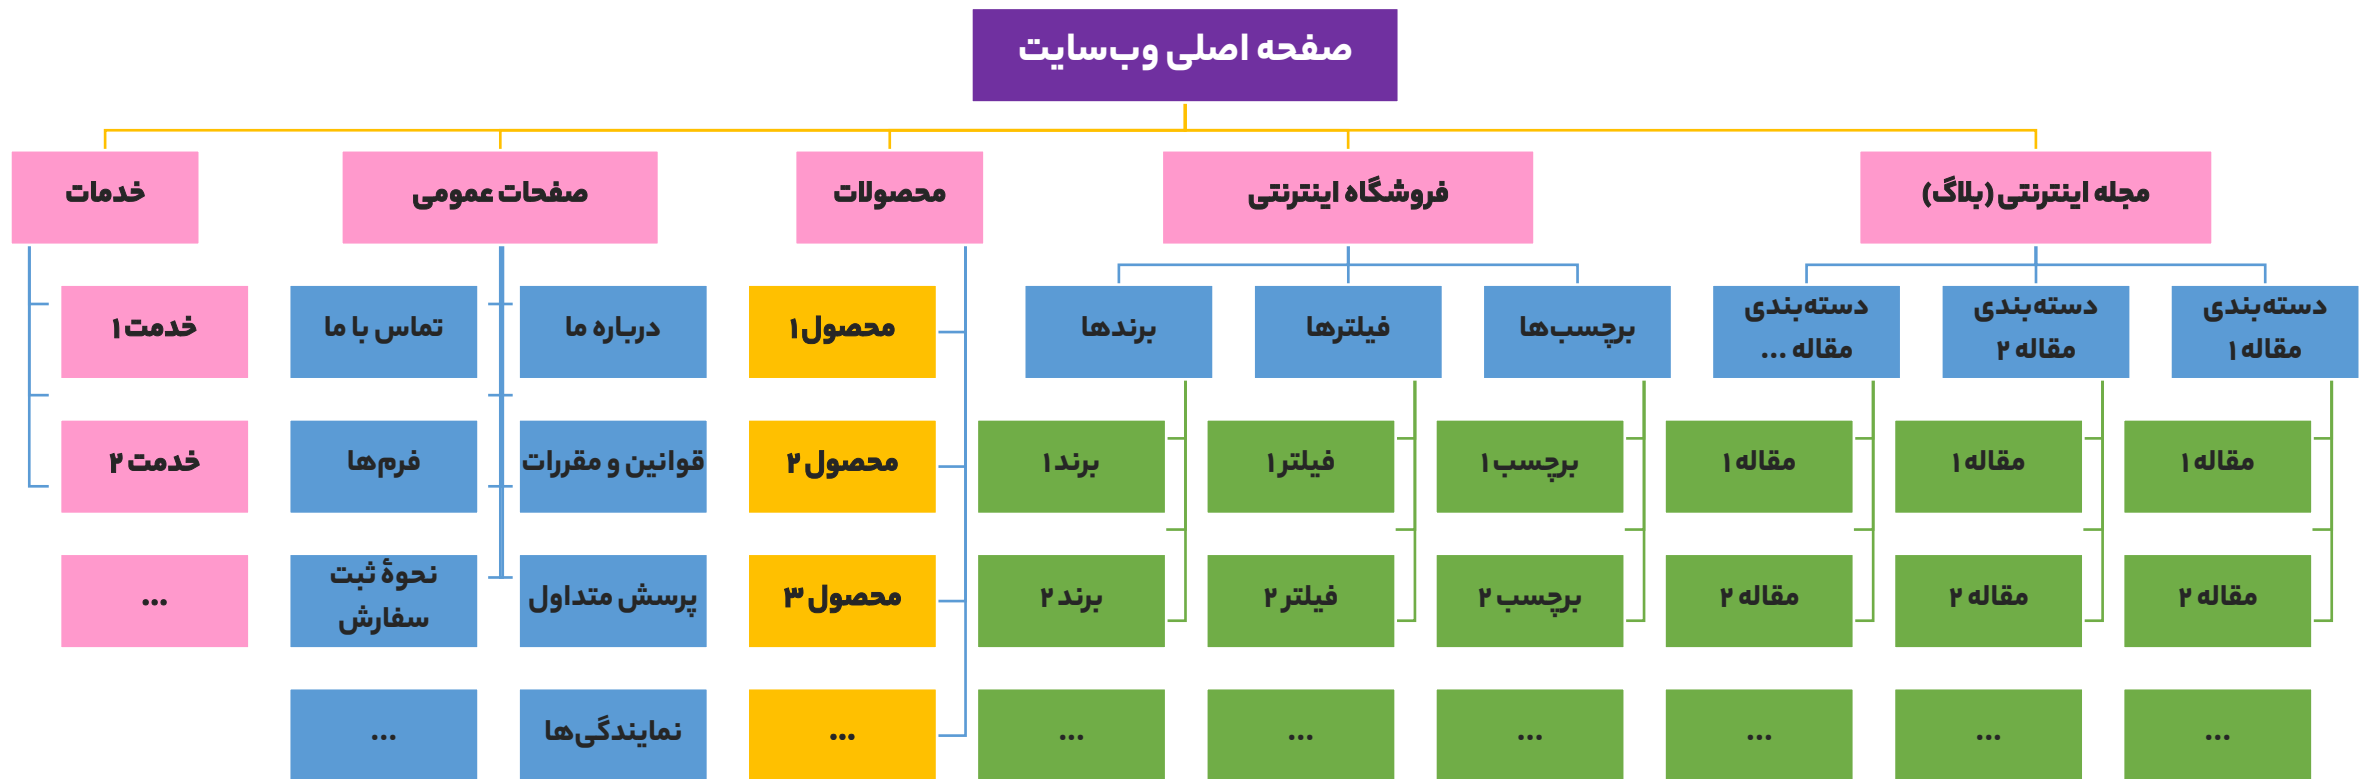 صفحه اصلی وب‌سایت
مجله اینترنتی (بلاگ)
فروشگاه اینترنتی
محصولات
صفحات عمومی
خدمات
دسته‌بندی
مقاله ۱
دسته‌بندی
مقاله ۲
دسته‌بندی
مقاله ...
برچسب‌ها
فیلترها
برندها
محصول ۱
درباره ما
تماس با ما
خدمت ۱
مقاله ۱
مقاله ۱
مقاله ۱
برچسب ۱
فیلتر ۱
برند ۱
محصول ۲
قوانین و مقررات
فرم‌ها
خدمت ۲
مقاله ۲
مقاله ۲
مقاله ۲
برچسب ۲
فیلتر ۲
برند ۲
محصول ۳
پرسش متداول
نحوهٔ ثبت
سفارش
...
...
...
...
...
...
...
...
نمایندگی‌ها
...